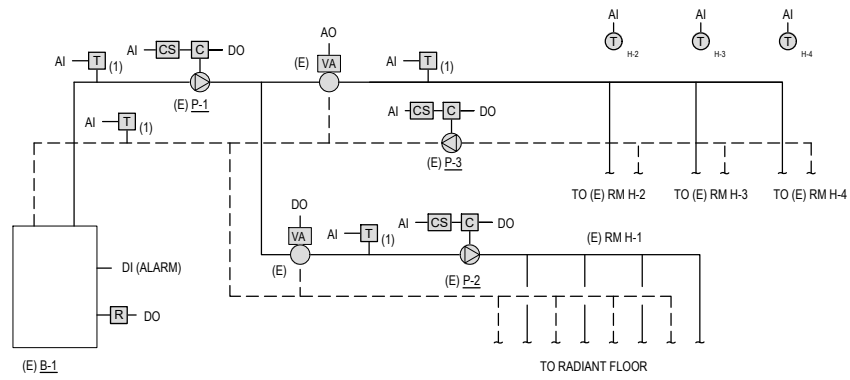 AI AI AI
T T T
H-2 H-3 H-4
AO
AI CS C DO
(E) VA
AI T (1)
AI T (1)
(E) P-1
AI CS C DO
AI T (1)
(E) P-3
TO (E) RM H-2 TO (E) RM H-3 TO (E) RM H-4
DO
VA
AI T (1)
AI CS C DO
(E) RM H-1
(E)
(E) P-2
DI (ALARM)
R DO
(E) B-1
TO RADIANT FLOOR